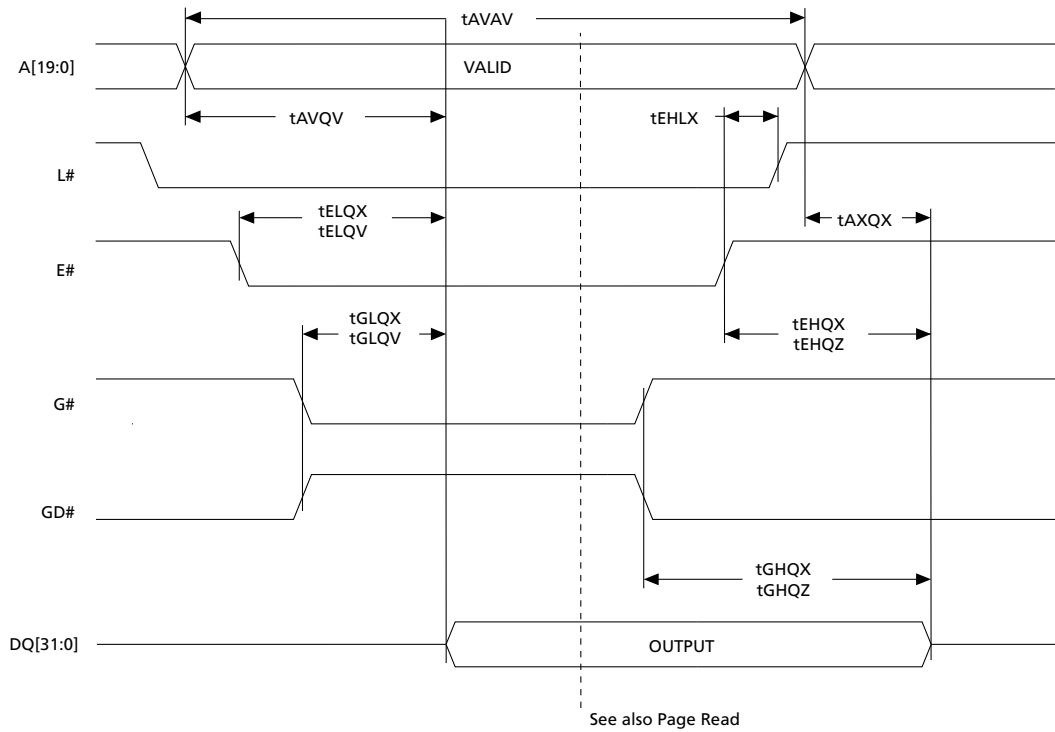 tAVAV
A[19:0]
VALID
tAVQV
tEHLX
L#
tELQX
tELQV
tAXQX
E#
tGLQX
tGLQV
tEHQX
tEHQZ
G#
GD#
tGHQX
tGHQZ
DQ[31:0]
OUTPUT
See also Page Read